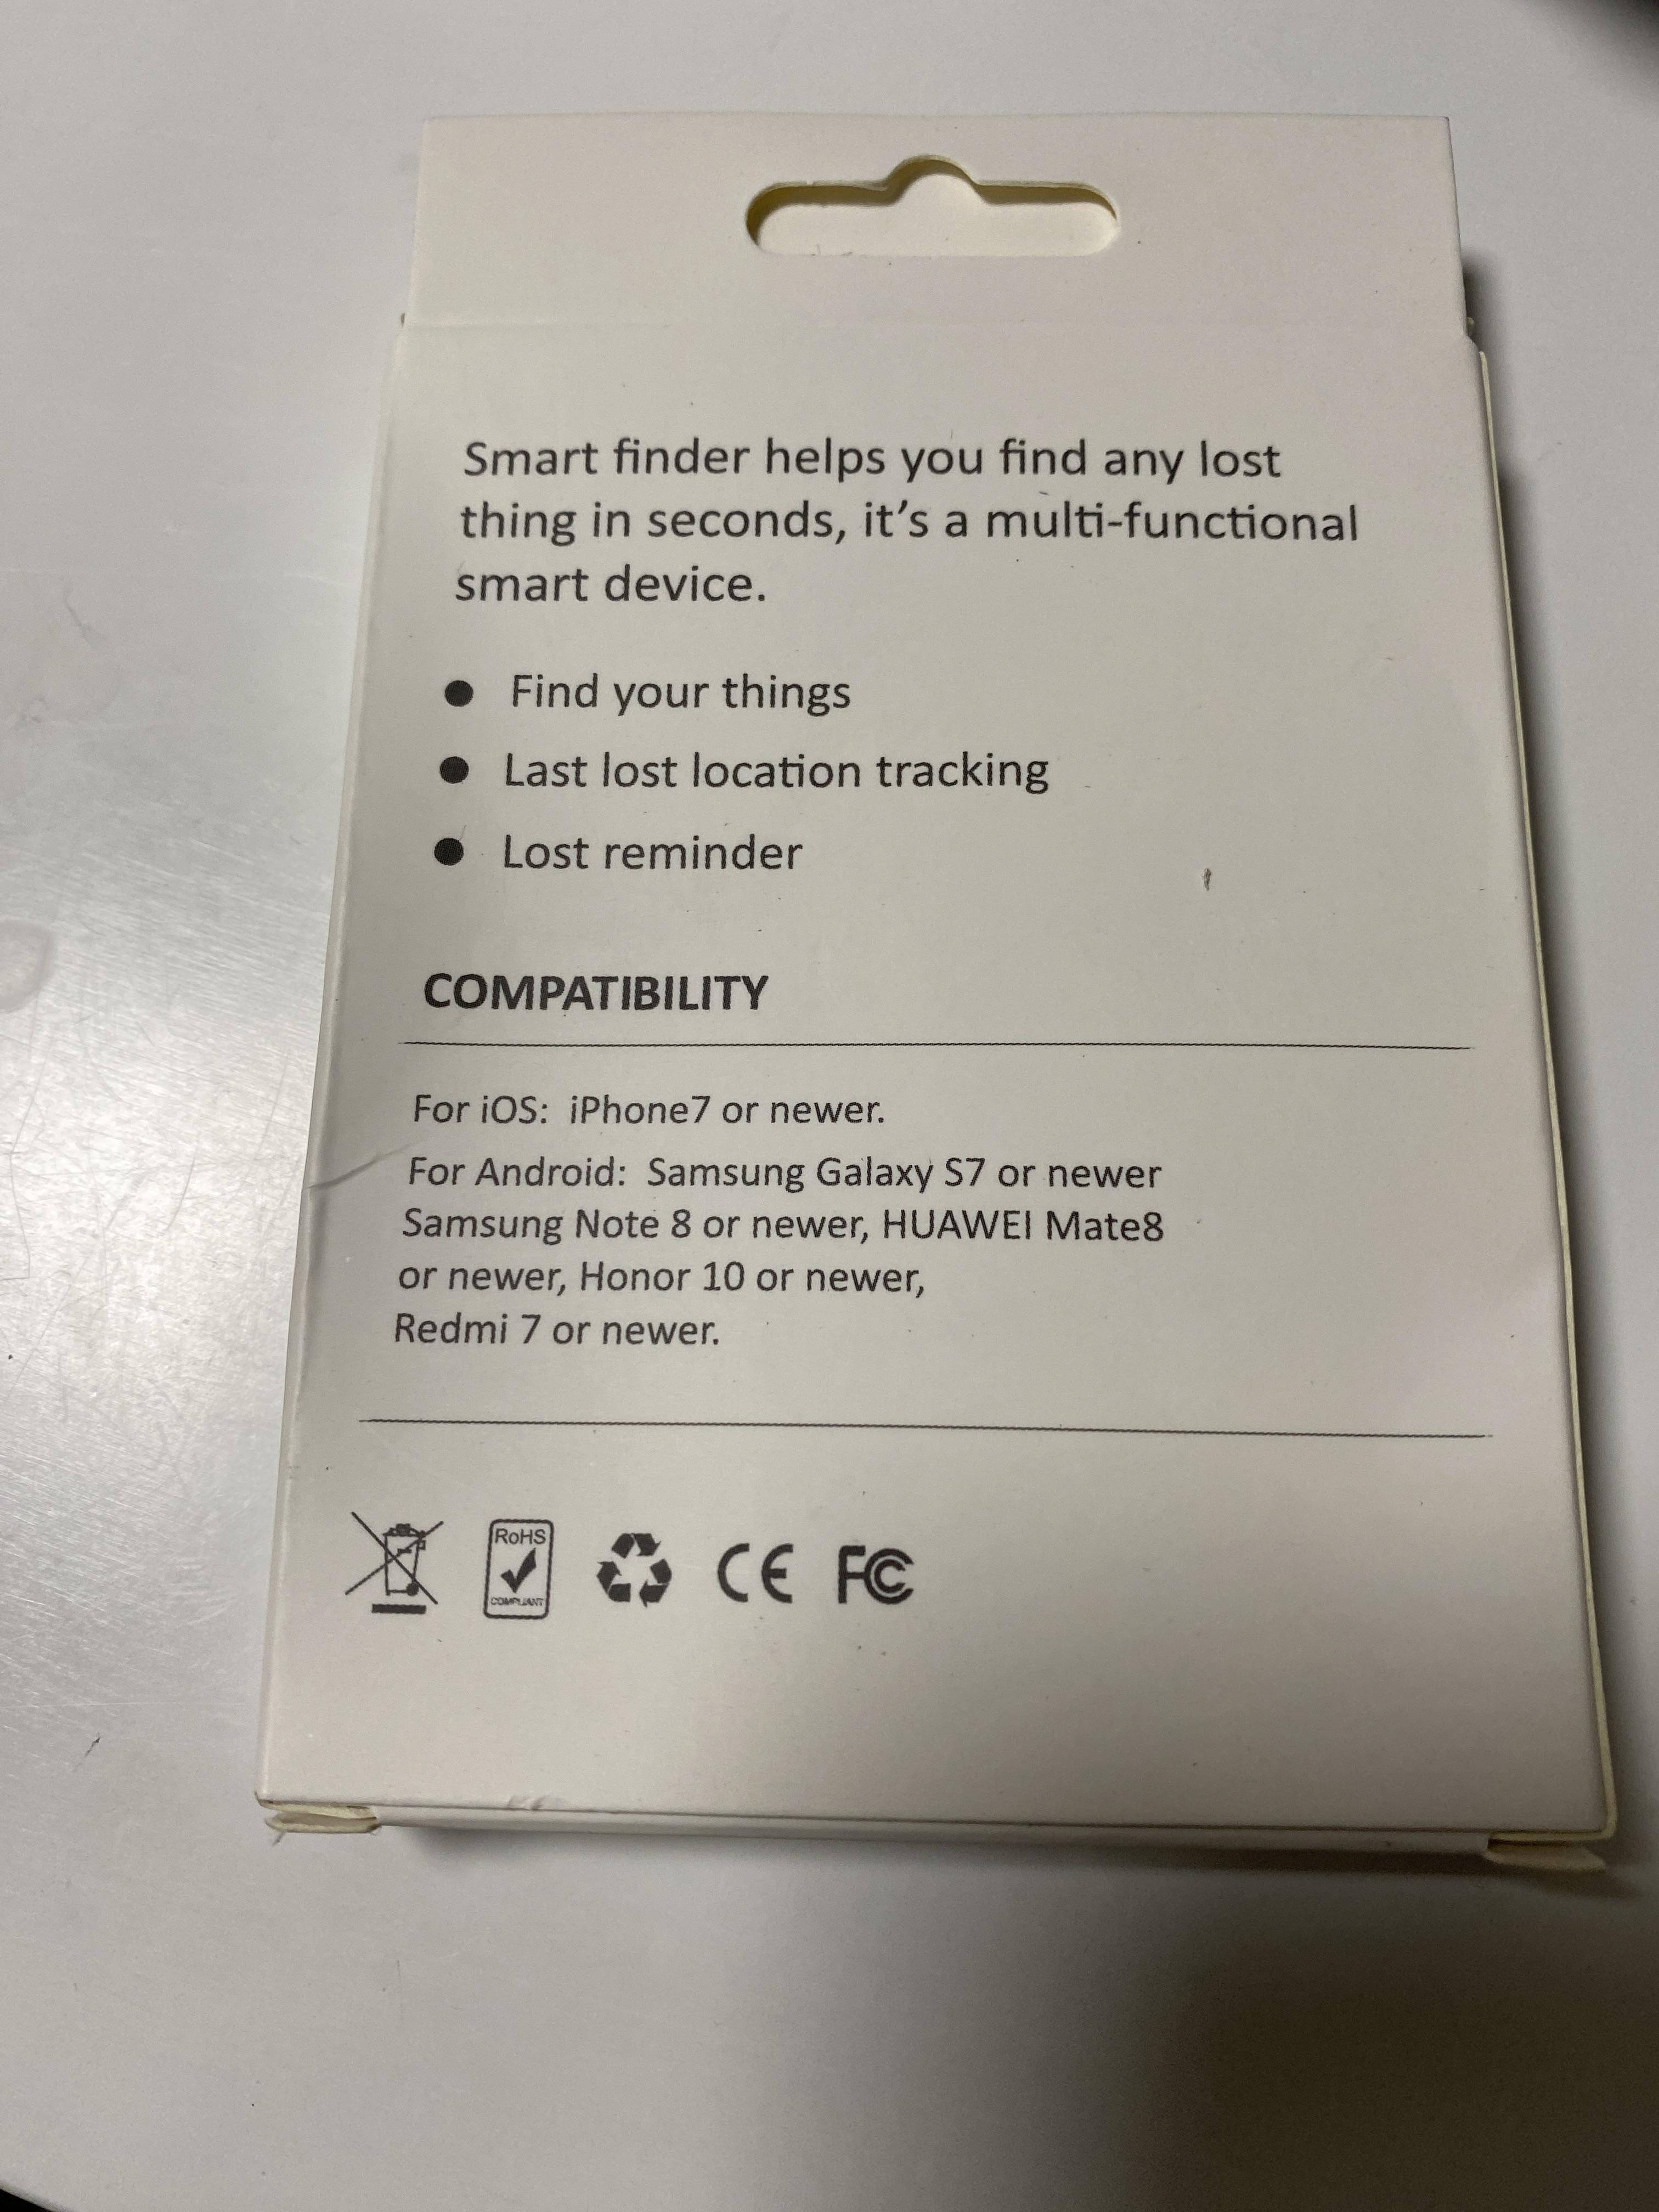 Smart finder helps you find any lost
thing in seconds, it’s a multi-functional
smart device.
● Find your things
● Last lost location tracking
● Lost reminder
COMPATIBILITY
For iOS: iPhone7 or newer.
For Android: Samsung Galaxy S7 or newer
Samsung Note 8 or newer, HUAWEI Mate8
or newer, Honor 10 or newer,
Redmi 7 or newer.
RoHS
COMPLIANT
CE FC